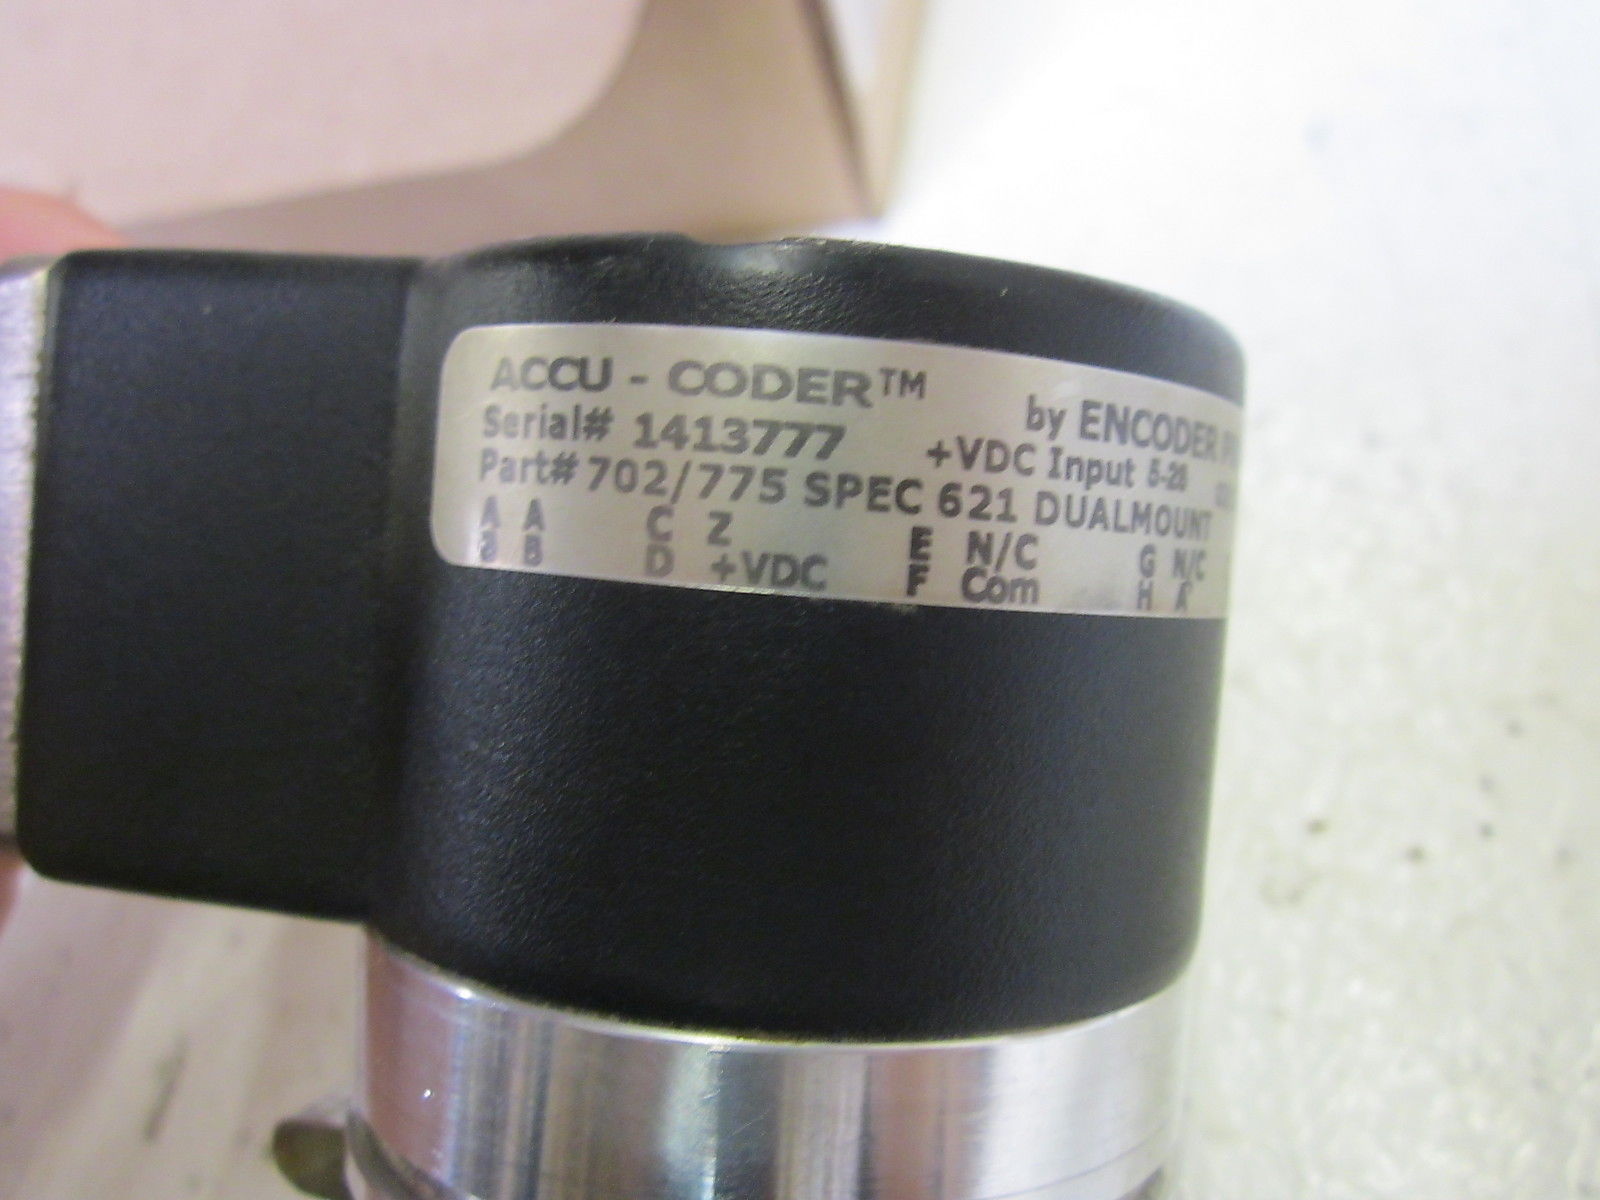 ACCU - CODER™ by ENCODER
Serial# 1413777 +VDC Input 5-28
Part# 702/775 SPEC 621 DUALMOUNT
A A C Z E N/C G N/C
B B D +VDC F Com H A'